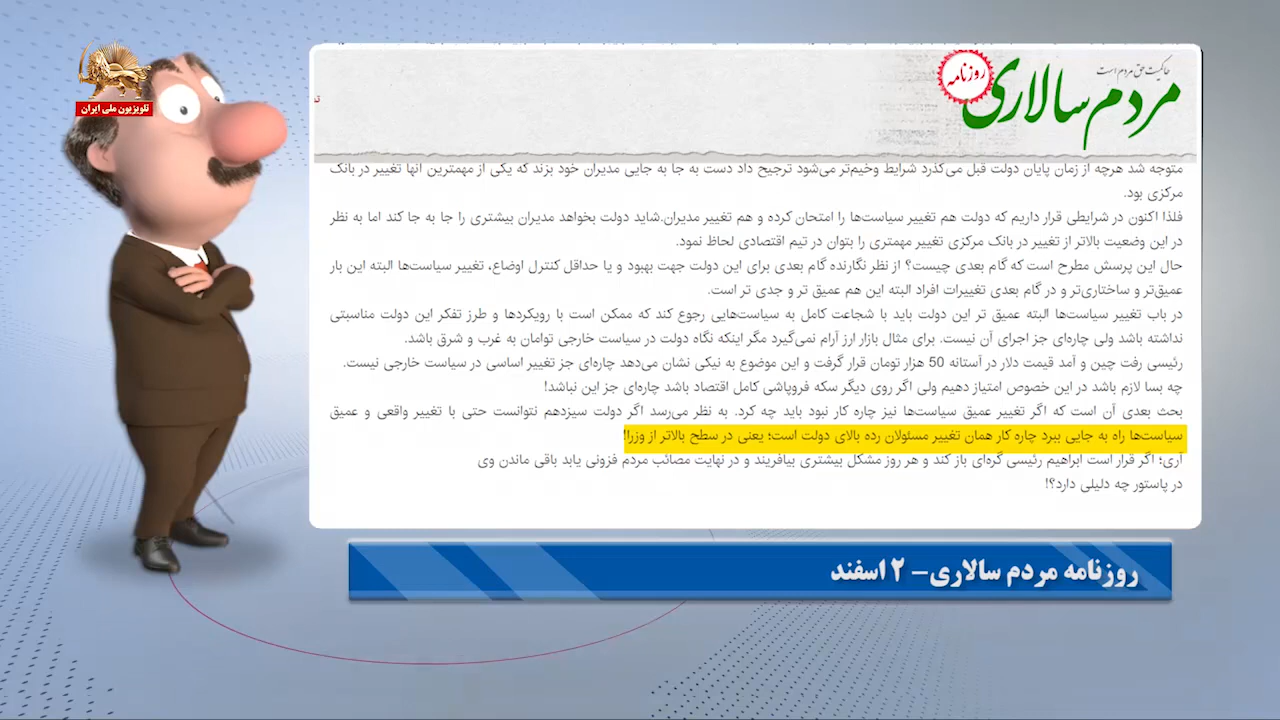 تلویزیون ملی ایران
حاکمیت حق مردم است
روزنامه
مردم سالاری
متوجه شد هرچه از زمان پایان دولت قبل می‌گذرد شرایط وخیم‌تر می‌شود ترجیح داد دست به جا به جایی مدیران خود بزند که یکی از مهمترین آنها تغییر در بانک
مرکزی بود.
فلذا اکنون در شرایطی قرار داریم که دولت هم تغییر سیاست‌ها را امتحان کرده و هم تغییر مدیران.شاید دولت بخواهد مدیران بیشتری را جا به جا کند اما به نظر
در این وضعیت بالاتر از تغییر در بانک مرکزی تغییر مهمتری را بتوان در تیم اقتصادی لحاظ نمود.
حال این پرسش مطرح است که گام بعدی چیست؟ از نظر نگارنده گام بعدی برای این دولت جهت بهبود و یا حداقل کنترل اوضاع، تغییر سیاست‌ها البته این بار
عمیق‌تر و ساختاری‌تر و در گام بعدی تغییرات افراد البته این هم عمیق تر و جدی تر است.
در باب تغییر سیاست‌ها البته عمیق تر این دولت باید با شجاعت کامل به سیاست‌هایی رجوع کند که ممکن است با رویکردها و طرز تفکر این دولت مناسبتی
نداشته باشد ولی چاره‌ای جز اجرای آن نیست. برای مثال بازار ارز آرام نمی‌گیرد مگر اینکه نگاه دولت در سیاست خارجی توامان به غرب و شرق باشد.
رئیسی رفت چین و آمد قیمت دلار در آستانه 50 هزار تومان قرار گرفت و این موضوع به نیکی نشان می‌دهد چاره‌ای جز تغییر اساسی در سیاست خارجی نیست.
چه بسا لازم باشد در این خصوص امتیاز دهیم ولی اگر روی دیگر سکه فروپاشی کامل اقتصاد باشد چاره‌ای جز این نباشد!
بحث بعدی آن است که اگر تغییر عمیق سیاست‌ها نیز چاره کار نبود باید چه کرد. به نظر می‌رسد اگر دولت سیزدهم نتوانست حتی با تغییر واقعی و عمیق
سیاست‌ها راه به جایی ببرد چاره کار همان تغییر مسئولان رده بالای دولت است؛ یعنی در سطح بالاتر از وزرا!
آری؛ اگر قرار است ابراهیم رئیسی گره‌ای باز کند و هر روز مشکل بیشتری بیافریند و در نهایت مصائب مردم فزونی یابد باقی ماندن وی
در پاستور چه دلیلی دارد؟!
روزنامه مردم سالاری- ۲ اسفند